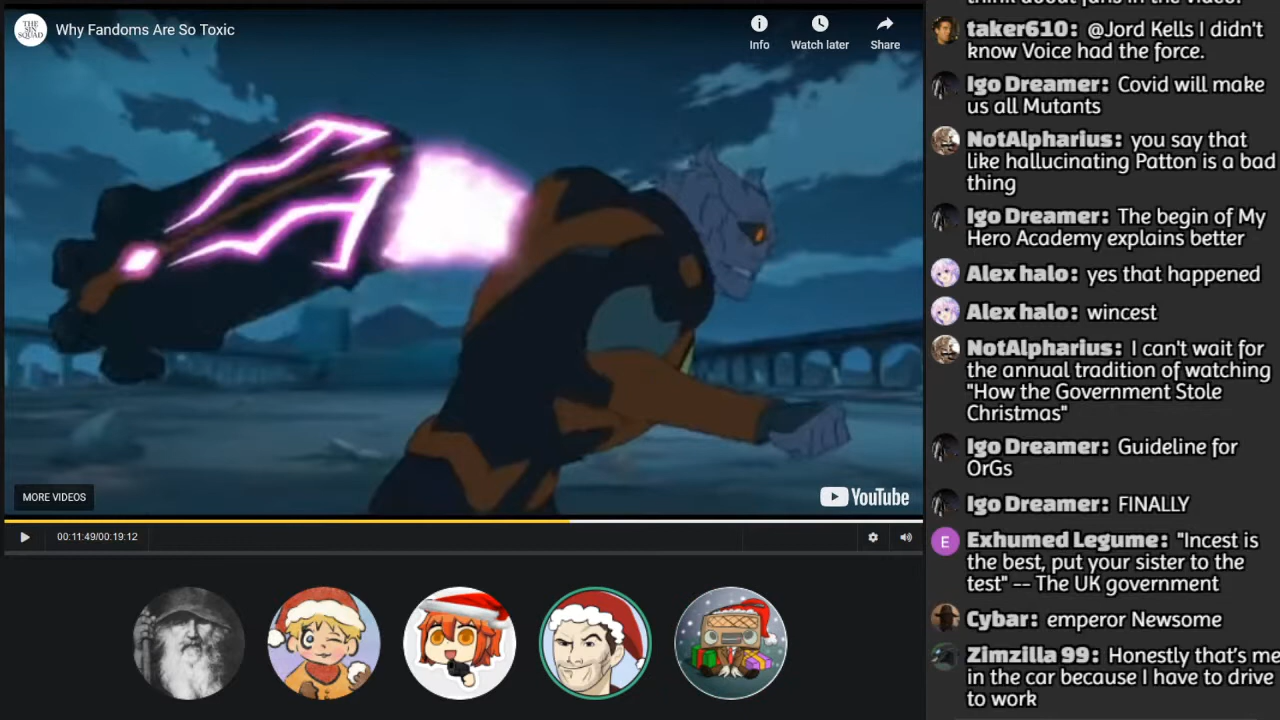 THE
SIN
SQUAD
Why Fandoms Are So Toxic
Info
Watch later
Share
MORE VIDEOS
YouTube
00:11:49/00:19:12
taker610: @Jord Kells I didn't
know Voice had the force.
Igo Dreamer: Covid will make
us all Mutants
NotAlpharius: you say that
like hallucinating Patton is a bad
thing
Igo Dreamer: The begin of My
Hero Academy explains better
Alex halo: yes that happened
Alex halo: wincest
NotAlpharius: I can't wait for
the annual tradition of watching
"How the Government Stole
Christmas"
Igo Dreamer: Guideline for
OrGs
Igo Dreamer: FINALLY
E
Exhumed Legume: "Incest is
the best, put your sister to the
test" -- The UK government
Cybar: emperor Newsome
Zimzilla 99: Honestly that's me
in the car because I have to drive
to work